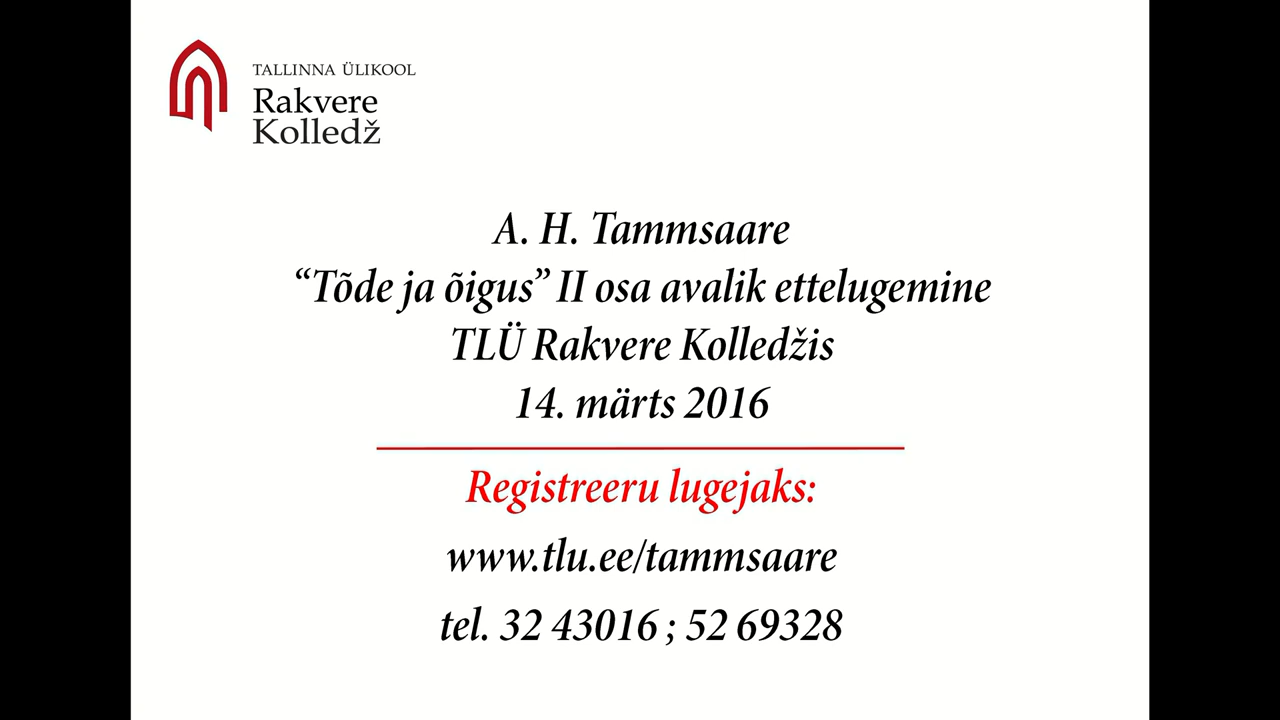 TALLINNA ÜLIKOOL
Rakvere
Kolledž
A. H. Tammsaare
“Tõde ja õigus” II osa avalik ettelugemine
TLÜ Rakvere Kolledžis
14. märts 2016
Registreeru lugejaks:
www.tlu.ee/tammsaare
tel. 32 43016 ; 52 69328